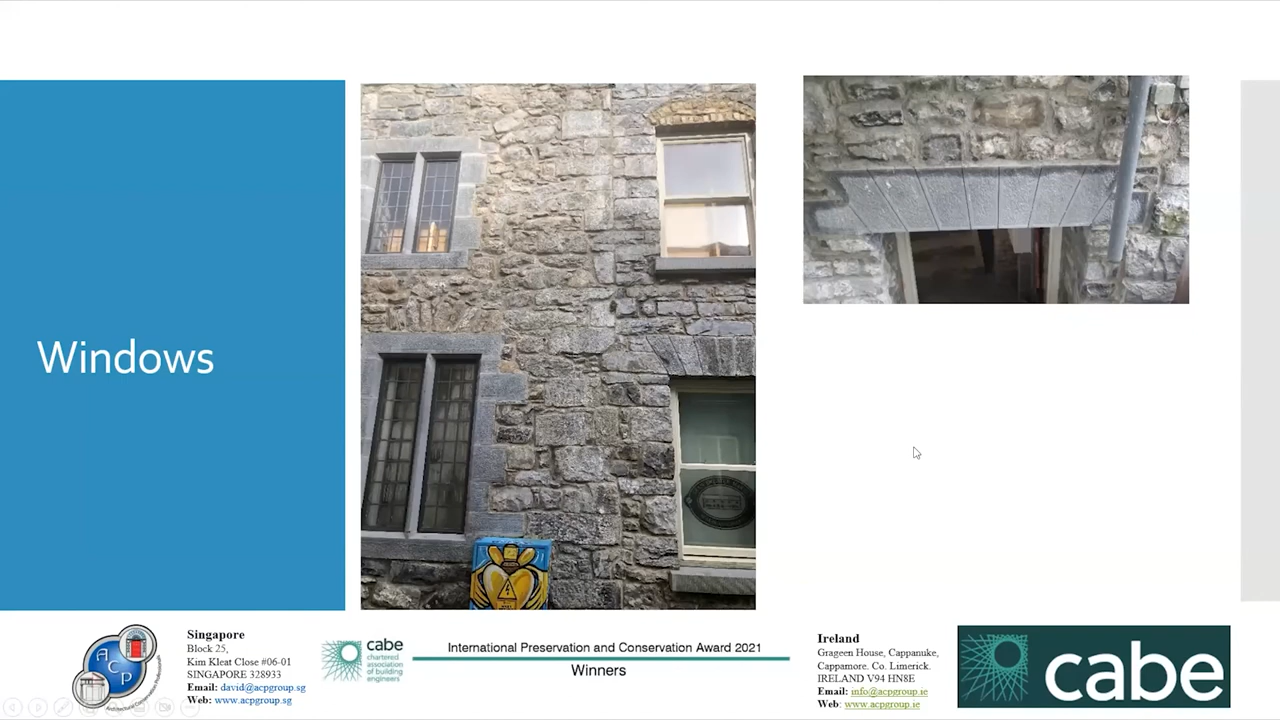 Windows
Singapore
Block 25,
Kim Kleat Close #06-01
SINGAPORE 328933
Email: david@acpgroup.sg
Web: www.acpgroup.sg
ACP
cabe
chartered
association of
building
engineers
International Preservation and Conservation Award 2021
Winners
Ireland
Grageen House, Cappanuke,
Cappamore. Co. Limerick.
IRELAND V94 HN8E
Email: info@acpgroup.ie
Web: www.acpgroup.ie
cabe